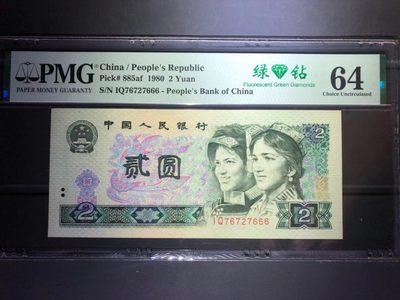 PMG
PAPER MONEY GUARANTY
China / People's Republic
Pick# 885af 1980 2 Yuan
S/N IQ76727666 - People's Bank of China
绿钻
Fluorescent Green Diamonds
64
Choice Uncirculated
中国人民银行
2
贰圆
IQ76727666
2
2